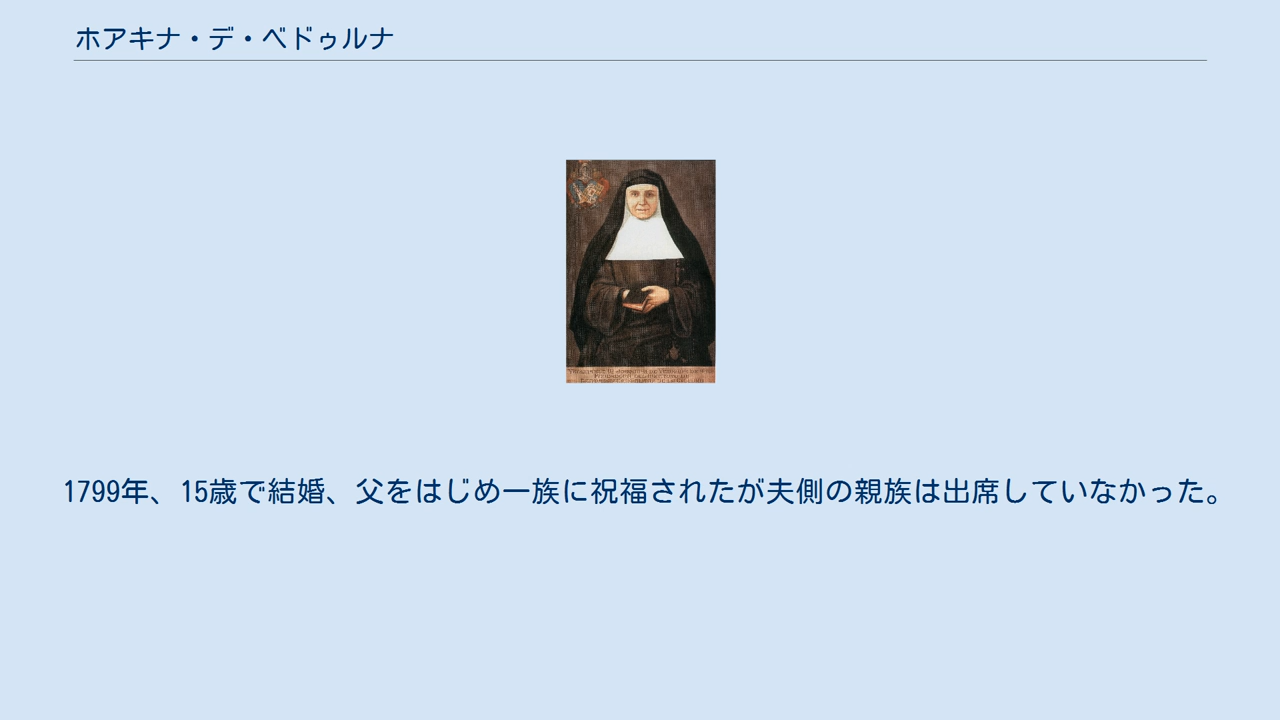 ホアキナ・デ・ベドゥルナ
1799年、15歳で結婚、父をはじめ一族に祝福されたが夫側の親族は出席していなかった。